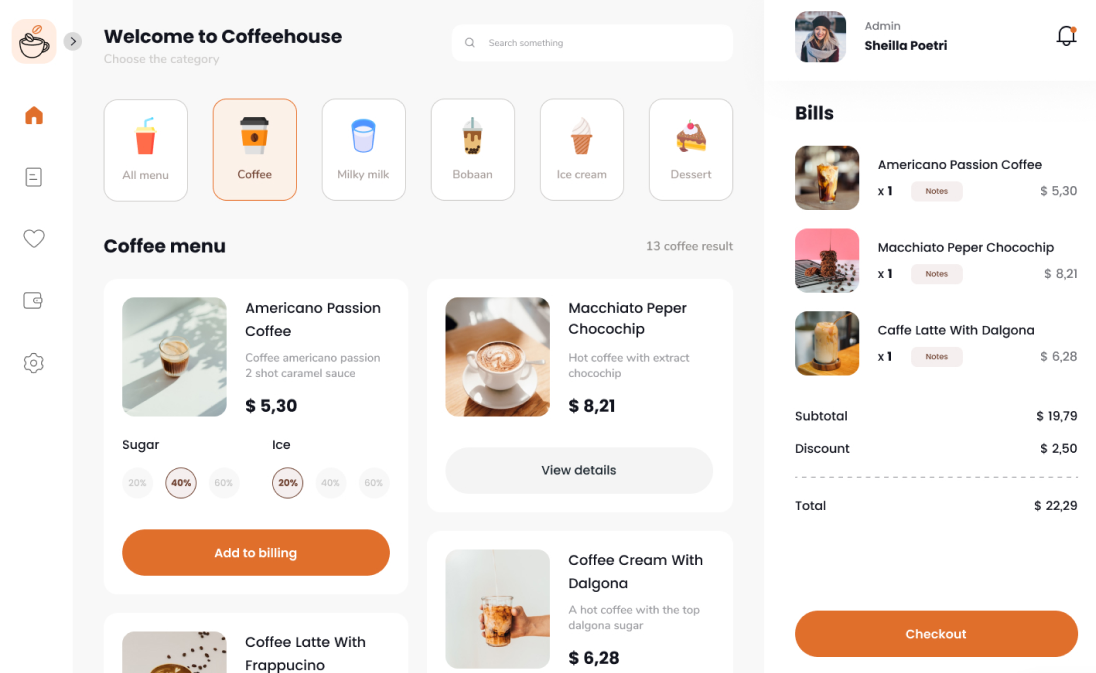 Welcome to Coffeehouse
Choose the category
Search something
All menu
Coffee
Milky milk
Bobaan
Ice cream
Dessert
Coffee menu
13 coffee result
Americano Passion
Coffee
Coffee americano passion
2 shot caramel sauce
$ 5,30
Sugar
Ice
20%
40%
60%
20%
40%
60%
Add to billing
Macchiato Peper
Chocochip
Hot coffee with extract
chocochip
$ 8,21
View details
Coffee Latte With
Frappucino
Coffee Cream With
Dalgona
A hot coffee with the top
dalgona sugar
$ 6,28
Admin
Sheilla Poetri
Bills
Americano Passion Coffee
x 1
Notes
$ 5,30
Macchiato Peper Chocochip
x 1
Notes
$ 8,21
Caffe Latte With Dalgona
x 1
Notes
$ 6,28
Subtotal
$ 19,79
Discount
$ 2,50
Total
$ 22,29
Checkout